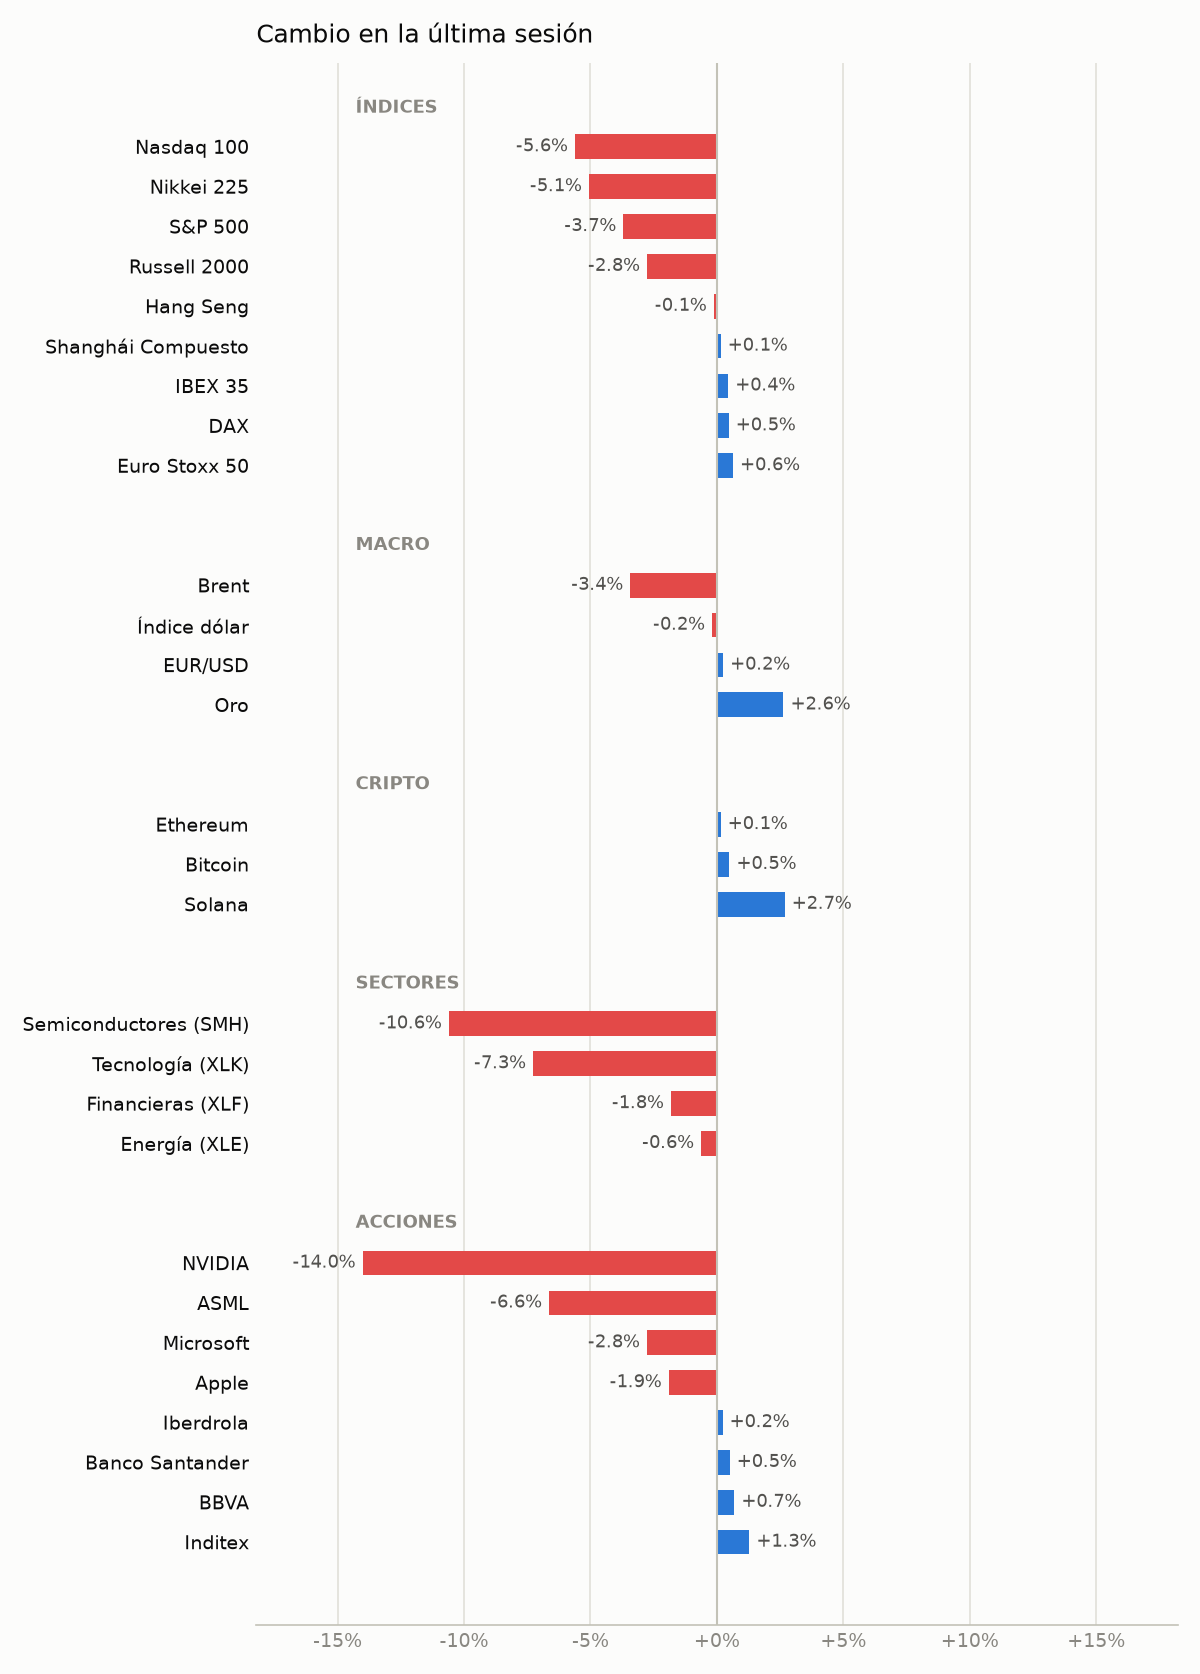 Cambio en la última sesión
ÍNDICES
Nasdaq 100 -5.6%
Nikkei 225 -5.1%
S&P 500 -3.7%
Russell 2000 -2.8%
Hang Seng -0.1%
Shanghái Compuesto +0.1%
IBEX 35 +0.4%
DAX +0.5%
Euro Stoxx 50 +0.6%
MACRO
Brent -3.4%
Índice dólar -0.2%
EUR/USD +0.2%
Oro +2.6%
CRIPTO
Ethereum +0.1%
Bitcoin +0.5%
Solana +2.7%
SECTORES
Semiconductores (SMH) -10.6%
Tecnología (XLK) -7.3%
Financieras (XLF) -1.8%
Energía (XLE) -0.6%
ACCIONES
NVIDIA -14.0%
ASML -6.6%
Microsoft -2.8%
Apple -1.9%
Iberdrola +0.2%
Banco Santander +0.5%
BBVA +0.7%
Inditex +1.3%
-15% -10% -5% +0% +5% +10% +15%